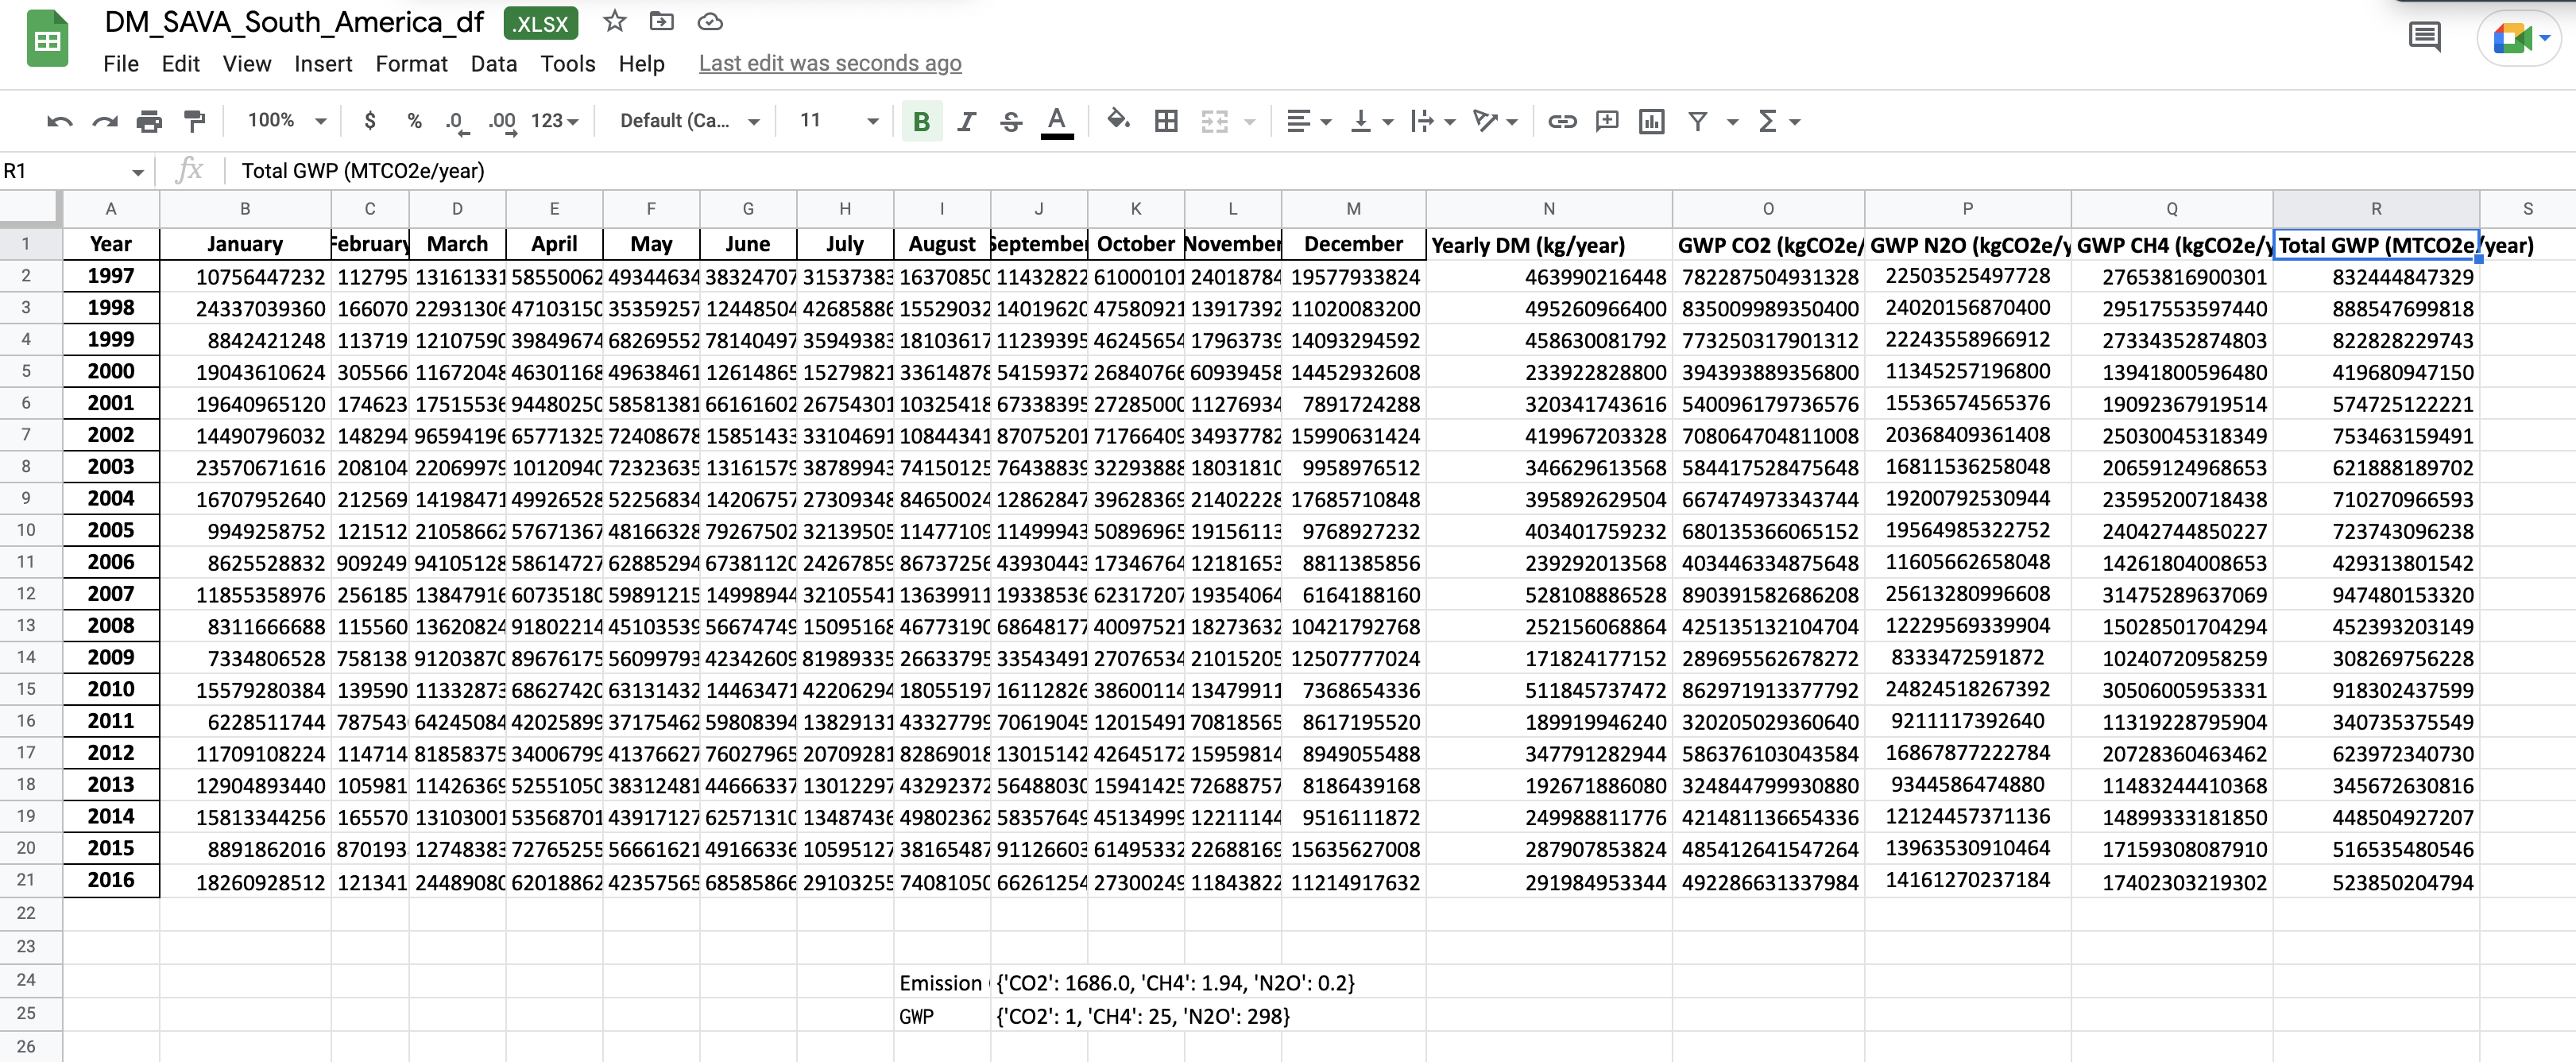 DM_SAVA_South_America_df .XLSX
File Edit View Insert Format Data Tools Help Last edit was seconds ago
100% $ % .0 .00 123 Default (Ca... 11 B I S A
R1 fx Total GWP (MTCO2e/year)
A B C D E F G H I J K L M N O P Q R S
1 Year January February March April May June July August September October November December Yearly DM (kg/year) GWP CO2 (kgCO2e/ GWP N2O (kgCO2e/y GWP CH4 (kgCO2e/y Total GWP (MTCO2e/year)
2 1997 10756447232 112795 13161331 58550062 49344634 38324707 31537383 16370850 11432822 61000101 24018784 19577933824 463990216448 782287504931328 22503525497728 27653816900301 832444847329
3 1998 24337039360 166070 22931306 47103150 35359257 12448504 42685886 15529032 14019620 47580921 13917392 11020083200 495260966400 835009989350400 24020156870400 29517553597440 888547699818
4 1999 8842421248 113719 12107590 39849674 68269552 78140497 35949383 18103617 11239395 46245654 17963739 14093294592 458630081792 773250317901312 22243558966912 27334352874803 822828229743
5 2000 19043610624 305566 11672048 46301168 49638461 12614865 15279821 33614878 54159372 26840766 60939458 14452932608 233922828800 394393889356800 11345257196800 13941800596480 419680947150
6 2001 19640965120 174623 17515536 94480250 58581381 66161602 26754301 10325418 67338395 27285000 11276934 7891724288 320341743616 540096179736576 15536574565376 19092367919514 574725122221
7 2002 14490796032 148294 96594196 65771325 72408678 15851433 33104691 10844341 87075201 71766409 34937782 15990631424 419967203328 708064704811008 20368409361408 25030045318349 753463159491
8 2003 23570671616 208104 22069979 10120940 72323635 13161579 38789943 74150125 76438839 32293888 18031810 9958976512 346629613568 584417528475648 16811536258048 20659124968653 621888189702
9 2004 16707952640 212569 14198471 49926528 52256834 14206757 27309348 84650024 12862847 39628369 21402228 17685710848 395892629504 667474973343744 19200792530944 23595200718438 710270966593
10 2005 9949258752 121512 21058662 57671367 48166328 79267502 32139505 11477109 11499943 50896965 19156113 9768927232 403401759232 680135366065152 19564985322752 24042744850227 723743096238
11 2006 8625528832 909249 94105128 58614727 62885294 67381120 24267859 86737256 43930443 17346764 12181653 8811385856 239292013568 403446334875648 11605662658048 14261804008653 429313801542
12 2007 11855358976 256185 13847916 60735180 59891215 14998944 32105541 13639911 19338536 62317207 19354064 6164188160 528108886528 890391582686208 25613280996608 31475289637069 947480153320
13 2008 8311666688 115560 13620824 91802214 45103539 56674749 15095168 46773190 68648177 40097521 18273632 10421792768 252156068864 425135132104704 12229569339904 15028501704294 452393203149
14 2009 7334806528 758138 91203870 89676175 56099793 42342609 81989335 26633795 33543491 27076534 21015205 12507777024 171824177152 289695562678272 8333472591872 10240720958259 308269756228
15 2010 15579280384 139590 11332873 68627420 63131432 14463471 42206294 18055197 16112826 38600114 13479911 7368654336 511845737472 862971913377792 24824518267392 30506005953331 918302437599
16 2011 6228511744 787543 64245084 42025899 37175462 59808394 13829131 43327799 70619045 12015491 70818565 8617195520 189919946240 320205029360640 9211117392640 11319228795904 340735375549
17 2012 11709108224 114714 81858375 34006799 41376627 76027965 20709281 82869018 13015142 42645172 15959814 8949055488 347791282944 586376103043584 16867877222784 20728360463462 623972340730
18 2013 12904893440 105981 11426369 52551050 38312481 44666337 13012297 43292372 56488030 15941425 72688757 8186439168 192671886080 324844799930880 9344586474880 11483244410368 345672630816
19 2014 15813344256 165570 13103001 53568701 43917127 62571310 13487436 49802362 58357649 45134999 12211144 9516111872 249988811776 421481136654336 12124457371136 14899333181850 448504927207
20 2015 8891862016 870193 12748383 72765255 56661621 49166336 10595127 38165487 91126603 61495332 22688169 15635627008 287907853824 485412641547264 13963530910464 17159308087910 516535480546
21 2016 18260928512 121341 24489080 62018862 42357565 68585866 29103255 74081050 66261254 27300249 11843822 11214917632 291984953344 492286631337984 14161270237184 17402303219302 523850204794
22
23
24 Emission {'CO2': 1686.0, 'CH4': 1.94, 'N2O': 0.2}
25 GWP {'CO2': 1, 'CH4': 25, 'N2O': 298}
26